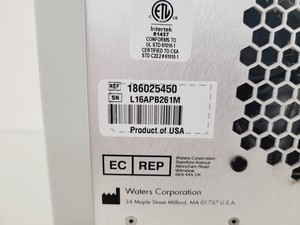 ETL
Intertek
81437
CONFORMS TO
UL STD 61010-1
CERTIFIED TO CSA
STD C22.2 # 61010-1
REF 186025450
SN L16APB261M
Product of USA
EC REP
Waters Corporation
Stamford Avenue
Altrincham Road
Wilmslow
SK9 4AX UK
Waters Corporation
34 Maple Street Milford, MA 01757 U.S.A.